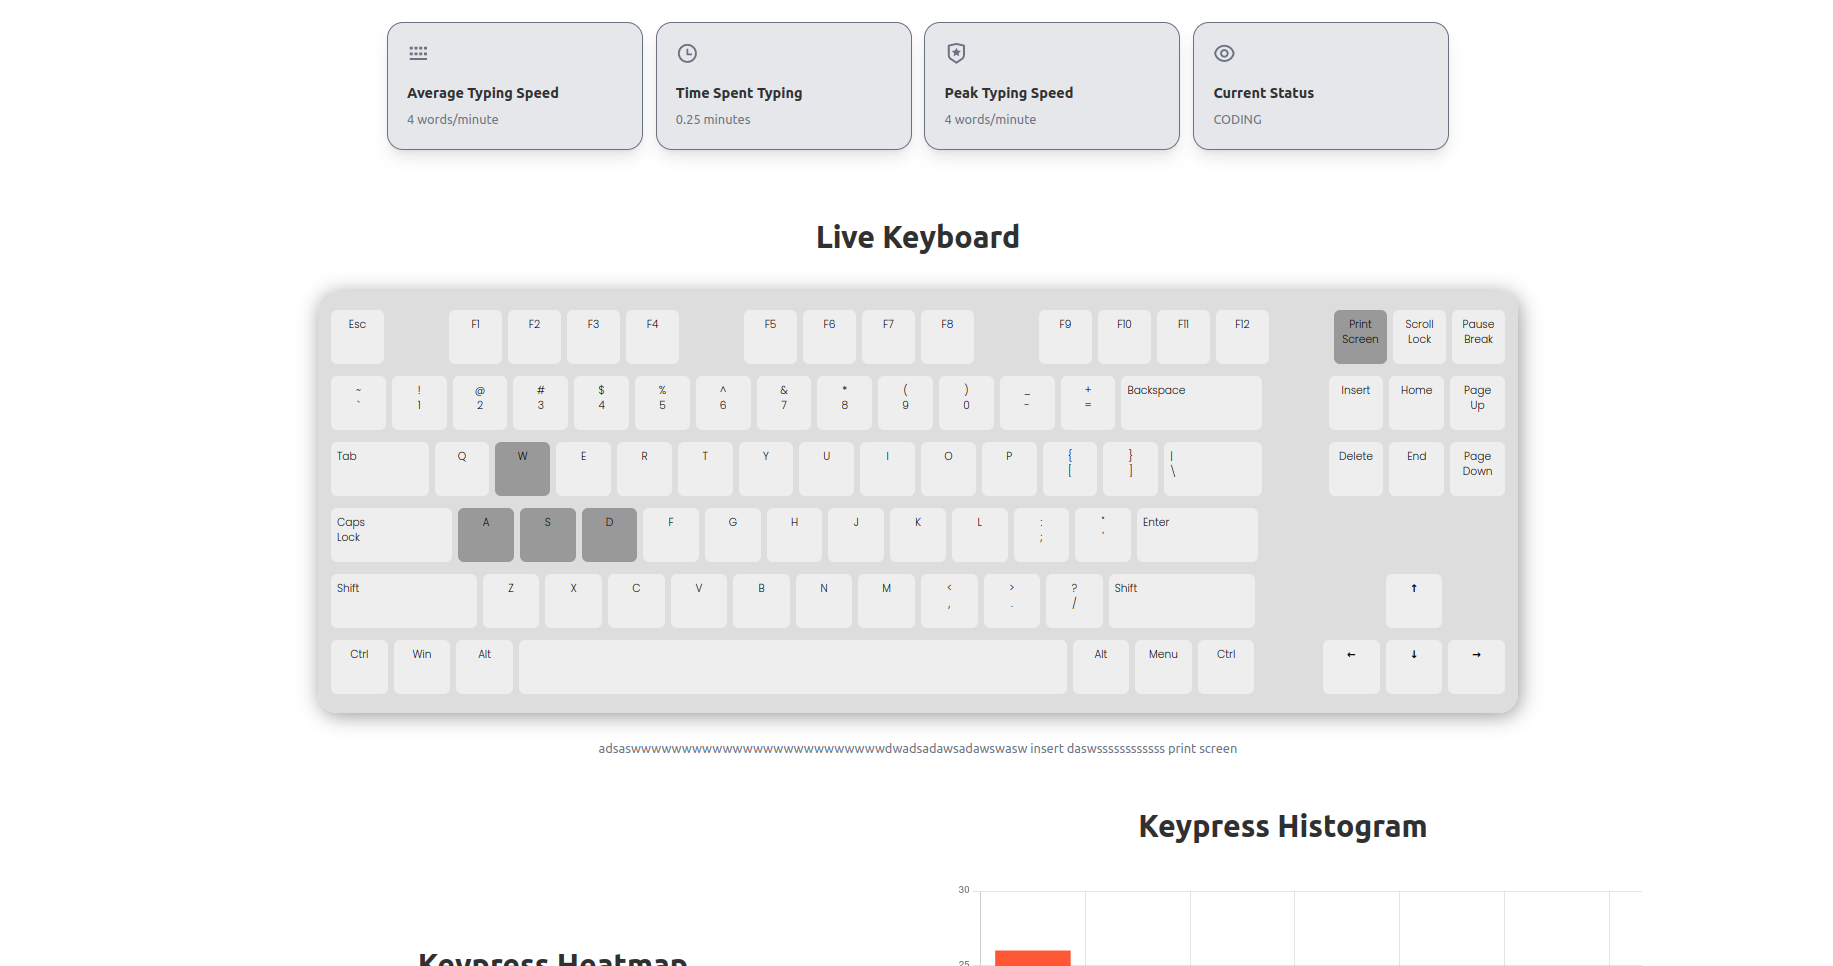 Average Typing Speed
4 words/minute
Time Spent Typing
0.25 minutes
Peak Typing Speed
4 words/minute
Current Status
CODING
Live Keyboard
Esc F1 F2 F3 F4 F5 F6 F7 F8 F9 F10 F11 F12 Print Screen Scroll Lock Pause Break
~ ` ! 1 @ 2 # 3 $ 4 % 5 ^ 6 & 7 * 8 ( 9 ) 0 _ - + = Backspace Insert Home Page Up
Tab Q W E R T Y U I O P { [ } ] | \ Delete End Page Down
Caps Lock A S D F G H J K L : ; " ' Enter
Shift Z X C V B N M < , > . ? / Shift ↑
Ctrl Win Alt Alt Menu Ctrl ← ↓ →
adsaswwwwwwwwwwwwwwwwwwwwwwwwwdwadsadawsadawswasw insert daswsssssssssssss print screen
Keypress Histogram
30
25
Keypress Heatmap